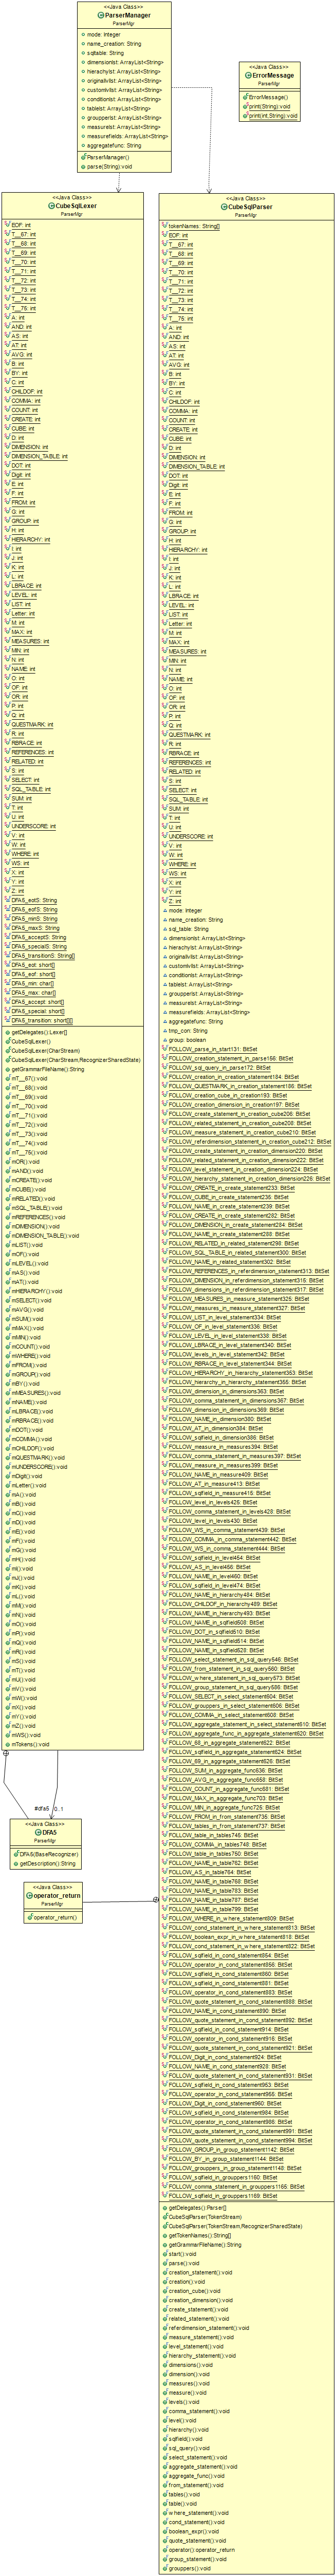 <<Java Class>>
ParserManager
ParserMgr
mode: Integer
name_creation: String
sqltable: String
dimensionlst: ArrayList<String>
hierachylst: ArrayList<String>
originallvlst: ArrayList<String>
customlvlst: ArrayList<String>
conditionlst: ArrayList<String>
tablelst: ArrayList<String>
groupperlst: ArrayList<String>
measurelst: ArrayList<String>
measurefields: ArrayList<String>
aggregatefunc: String
ParserManager()
parse(String):void
<<Java Class>>
ErrorMessage
ParserMgr
ErrorMessage()
print(String):void
print(int,String):void
<<Java Class>>
CubeSqlLexer
ParserMgr
EOF: int
T__67: int
T__68: int
T__69: int
T__70: int
T__71: int
T__72: int
T__73: int
T__74: int
T__75: int
A: int
AND: int
AS: int
AT: int
AVG: int
B: int
BY: int
C: int
CHILDOF: int
COMMA: int
COUNT: int
CREATE: int
CUBE: int
D: int
DIMENSION: int
DIMENSION_TABLE: int
DOT: int
Digit: int
E: int
F: int
FROM: int
G: int
GROUP: int
H: int
HIERARCHY: int
I: int
J: int
K: int
L: int
LBRACE: int
LEVEL: int
LIST: int
Letter: int
M: int
MAX: int
MEASURES: int
MIN: int
N: int
NAME: int
O: int
OF: int
OR: int
P: int
Q: int
QUESTMARK: int
R: int
RBRACE: int
REFERENCES: int
RELATED: int
S: int
SELECT: int
SQL_TABLE: int
SUM: int
T: int
U: int
UNDERSCORE: int
V: int
W: int
WHERE: int
WS: int
X: int
Y: int
Z: int
DFA5_eotS: String
DFA5_eofS: String
DFA5_minS: String
DFA5_maxS: String
DFA5_acceptS: String
DFA5_specialS: String
DFA5_transitionS: String[]
DFA5_eot: short[]
DFA5_eof: short[]
DFA5_min: char[]
DFA5_max: char[]
DFA5_accept: short[]
DFA5_special: short[]
DFA5_transition: short[][]
getDelegates():Lexer[]
CubeSqlLexer()
CubeSqlLexer(CharStream)
CubeSqlLexer(CharStream,RecognizerSharedState)
getGrammarFileName():String
mT__67():void
mT__68():void
mT__69():void
mT__70():void
mT__71():void
mT__72():void
mT__73():void
mT__74():void
mT__75():void
mOR():void
mAND():void
mCREATE():void
mCUBE():void
mRELATED():void
mSQL_TABLE():void
mREFERENCES():void
mDIMENSION():void
mDIMENSION_TABLE():void
mLIST():void
mOF():void
mLEVEL():void
mAS():void
mAT():void
mHIERARCHY():void
mSELECT():void
mAVG():void
mSUM():void
mMAX():void
mMIN():void
mCOUNT():void
mWHERE():void
mFROM():void
mGROUP():void
mBY():void
mMEASURES():void
mNAME():void
mLBRACE():void
mRBRACE():void
mDOT():void
mCOMMA():void
mCHILDOF():void
mQUESTMARK():void
mUNDERSCORE():void
mDigit():void
mLetter():void
mA():void
mB():void
mC():void
mD():void
mE():void
mF():void
mG():void
mH():void
mI():void
mJ():void
mK():void
mL():void
mM():void
mN():void
mO():void
mP():void
mQ():void
mR():void
mS():void
mT():void
mU():void
mV():void
mW():void
mX():void
mY():void
mZ():void
mWS():void
mTokens():void
#dfa5 0..1
<<Java Class>>
DFA5
ParserMgr
DFA5(BaseRecognizer)
getDescription():String
<<Java Class>>
operator_return
ParserMgr
operator_return()
<<Java Class>>
CubeSqlParser
ParserMgr
tokenNames: String[]
EOF: int
T__67: int
T__68: int
T__69: int
T__70: int
T__71: int
T__72: int
T__73: int
T__74: int
T__75: int
A: int
AND: int
AS: int
AT: int
AVG: int
B: int
BY: int
C: int
CHILDOF: int
COMMA: int
COUNT: int
CREATE: int
CUBE: int
D: int
DIMENSION: int
DIMENSION_TABLE: int
DOT: int
Digit: int
E: int
F: int
FROM: int
G: int
GROUP: int
H: int
HIERARCHY: int
I: int
J: int
K: int
L: int
LBRACE: int
LEVEL: int
LIST: int
Letter: int
M: int
MAX: int
MEASURES: int
MIN: int
N: int
NAME: int
O: int
OF: int
OR: int
P: int
Q: int
QUESTMARK: int
R: int
RBRACE: int
REFERENCES: int
RELATED: int
S: int
SELECT: int
SQL_TABLE: int
SUM: int
T: int
U: int
UNDERSCORE: int
V: int
W: int
WHERE: int
WS: int
X: int
Y: int
Z: int
mode: Integer
name_creation: String
sql_table: String
dimensionlst: ArrayList<String>
hierachylst: ArrayList<String>
originallvllst: ArrayList<String>
customlvllst: ArrayList<String>
conditionlst: ArrayList<String>
tablelst: ArrayList<String>
groupperlst: ArrayList<String>
measurelst: ArrayList<String>
measurefields: ArrayList<String>
aggregatefunc: String
tmp_con: String
group: boolean
FOLLOW_parse_in_start131: BitSet
FOLLOW_creation_statement_in_parse156: BitSet
FOLLOW_sql_query_in_parse172: BitSet
FOLLOW_creation_in_creation_statement184: BitSet
FOLLOW_QUESTMARK_in_creation_statement186: BitSet
FOLLOW_creation_cube_in_creation193: BitSet
FOLLOW_creation_dimension_in_creation197: BitSet
FOLLOW_create_statement_in_creation_cube206: BitSet
FOLLOW_related_statement_in_creation_cube208: BitSet
FOLLOW_measure_statement_in_creation_cube210: BitSet
FOLLOW_referdimension_statement_in_creation_cube212: BitSet
FOLLOW_create_statement_in_creation_dimension220: BitSet
FOLLOW_related_statement_in_creation_dimension222: BitSet
FOLLOW_level_statement_in_creation_dimension224: BitSet
FOLLOW_hierarchy_statement_in_creation_dimension226: BitSet
FOLLOW_CREATE_in_create_statement233: BitSet
FOLLOW_CUBE_in_create_statement236: BitSet
FOLLOW_NAME_in_create_statement239: BitSet
FOLLOW_CREATE_in_create_statement282: BitSet
FOLLOW_DIMENSION_in_create_statement284: BitSet
FOLLOW_NAME_in_create_statement288: BitSet
FOLLOW_RELATED_in_related_statement298: BitSet
FOLLOW_SQL_TABLE_in_related_statement300: BitSet
FOLLOW_NAME_in_related_statement302: BitSet
FOLLOW_REFERENCES_in_referdimension_statement313: BitSet
FOLLOW_DIMENSION_in_referdimension_statement315: BitSet
FOLLOW_dimensions_in_referdimension_statement317: BitSet
FOLLOW_MEASURES_in_measure_statement325: BitSet
FOLLOW_measures_in_measure_statement327: BitSet
FOLLOW_LIST_in_level_statement334: BitSet
FOLLOW_OF_in_level_statement336: BitSet
FOLLOW_LEVEL_in_level_statement338: BitSet
FOLLOW_LBRACE_in_level_statement340: BitSet
FOLLOW_levels_in_level_statement342: BitSet
FOLLOW_RBRACE_in_level_statement344: BitSet
FOLLOW_HIERARCHY_in_hierarchy_statement353: BitSet
FOLLOW_hierarchy_in_hierarchy_statement355: BitSet
FOLLOW_dimension_in_dimensions363: BitSet
FOLLOW_comma_statement_in_dimensions367: BitSet
FOLLOW_dimension_in_dimensions369: BitSet
FOLLOW_NAME_in_dimension380: BitSet
FOLLOW_AT_in_dimension384: BitSet
FOLLOW_sqlfield_in_dimension386: BitSet
FOLLOW_measure_in_measures394: BitSet
FOLLOW_comma_statement_in_measures397: BitSet
FOLLOW_measure_in_measures399: BitSet
FOLLOW_NAME_in_measure409: BitSet
FOLLOW_AT_in_measure413: BitSet
FOLLOW_sqlfield_in_measure415: BitSet
FOLLOW_level_in_levels425: BitSet
FOLLOW_comma_statement_in_levels428: BitSet
FOLLOW_level_in_levels430: BitSet
FOLLOW_WS_in_comma_statement439: BitSet
FOLLOW_COMMA_in_comma_statement442: BitSet
FOLLOW_WS_in_comma_statement444: BitSet
FOLLOW_sqlfield_in_level454: BitSet
FOLLOW_AS_in_level456: BitSet
FOLLOW_NAME_in_level460: BitSet
FOLLOW_sqlfield_in_level474: BitSet
FOLLOW_NAME_in_hierarchy484: BitSet
FOLLOW_CHILDOF_in_hierarchy489: BitSet
FOLLOW_NAME_in_hierarchy493: BitSet
FOLLOW_NAME_in_sqlfield508: BitSet
FOLLOW_DOT_in_sqlfield510: BitSet
FOLLOW_NAME_in_sqlfield514: BitSet
FOLLOW_NAME_in_sqlfield528: BitSet
FOLLOW_select_statement_in_sql_query546: BitSet
FOLLOW_from_statement_in_sql_query560: BitSet
FOLLOW_where_statement_in_sql_query573: BitSet
FOLLOW_group_statement_in_sql_query586: BitSet
FOLLOW_SELECT_in_select_statement604: BitSet
FOLLOW_grouppers_in_select_statement606: BitSet
FOLLOW_COMMA_in_select_statement608: BitSet
FOLLOW_aggregate_statement_in_select_statement610: BitSet
FOLLOW_aggregate_func_in_aggregate_statement620: BitSet
FOLLOW_68_in_aggregate_statement622: BitSet
FOLLOW_sqlfield_in_aggregate_statement624: BitSet
FOLLOW_69_in_aggregate_statement626: BitSet
FOLLOW_SUM_in_aggregate_func636: BitSet
FOLLOW_AVG_in_aggregate_func658: BitSet
FOLLOW_COUNT_in_aggregate_func681: BitSet
FOLLOW_MAX_in_aggregate_func703: BitSet
FOLLOW_MIN_in_aggregate_func725: BitSet
FOLLOW_FROM_in_from_statement736: BitSet
FOLLOW_tables_in_from_statement737: BitSet
FOLLOW_table_in_tables745: BitSet
FOLLOW_COMMA_in_tables748: BitSet
FOLLOW_table_in_tables750: BitSet
FOLLOW_NAME_in_table762: BitSet
FOLLOW_AS_in_table764: BitSet
FOLLOW_NAME_in_table768: BitSet
FOLLOW_NAME_in_table783: BitSet
FOLLOW_NAME_in_table787: BitSet
FOLLOW_NAME_in_table799: BitSet
FOLLOW_WHERE_in_where_statement809: BitSet
FOLLOW_cond_statement_in_where_statement813: BitSet
FOLLOW_boolean_expr_in_where_statement818: BitSet
FOLLOW_cond_statement_in_where_statement822: BitSet
FOLLOW_sqlfield_in_cond_statement854: BitSet
FOLLOW_operator_in_cond_statement856: BitSet
FOLLOW_sqlfield_in_cond_statement860: BitSet
FOLLOW_sqlfield_in_cond_statement881: BitSet
FOLLOW_operator_in_cond_statement883: BitSet
FOLLOW_quote_statement_in_cond_statement888: BitSet
FOLLOW_NAME_in_cond_statement890: BitSet
FOLLOW_quote_statement_in_cond_statement892: BitSet
FOLLOW_sqlfield_in_cond_statement914: BitSet
FOLLOW_operator_in_cond_statement916: BitSet
FOLLOW_quote_statement_in_cond_statement921: BitSet
FOLLOW_Digit_in_cond_statement924: BitSet
FOLLOW_NAME_in_cond_statement928: BitSet
FOLLOW_quote_statement_in_cond_statement931: BitSet
FOLLOW_sqlfield_in_cond_statement953: BitSet
FOLLOW_operator_in_cond_statement955: BitSet
FOLLOW_Digit_in_cond_statement960: BitSet
FOLLOW_sqlfield_in_cond_statement984: BitSet
FOLLOW_operator_in_cond_statement986: BitSet
FOLLOW_quote_statement_in_cond_statement991: BitSet
FOLLOW_quote_statement_in_cond_statement994: BitSet
FOLLOW_GROUP_in_group_statement1142: BitSet
FOLLOW_BY_in_group_statement1144: BitSet
FOLLOW_grouppers_in_group_statement1148: BitSet
FOLLOW_sqlfield_in_grouppers1160: BitSet
FOLLOW_comma_statement_in_grouppers1165: BitSet
FOLLOW_sqlfield_in_grouppers1169: BitSet
getDelegates():Parser[]
CubeSqlParser(TokenStream)
CubeSqlParser(TokenStream,RecognizerSharedState)
getTokenNames():String[]
getGrammarFileName():String
start():void
parse():void
creation_statement():void
creation():void
creation_cube():void
creation_dimension():void
create_statement():void
related_statement():void
referdimension_statement():void
measure_statement():void
level_statement():void
hierarchy_statement():void
dimensions():void
dimension():void
measures():void
measure():void
levels():void
comma_statement():void
level():void
hierarchy():void
sqlfield():void
sql_query():void
select_statement():void
aggregate_statement():void
aggregate_func():void
from_statement():void
tables():void
table():void
where_statement():void
cond_statement():void
boolean_expr():void
quote_statement():void
operator():operator_return
group_statement():void
grouppers():void